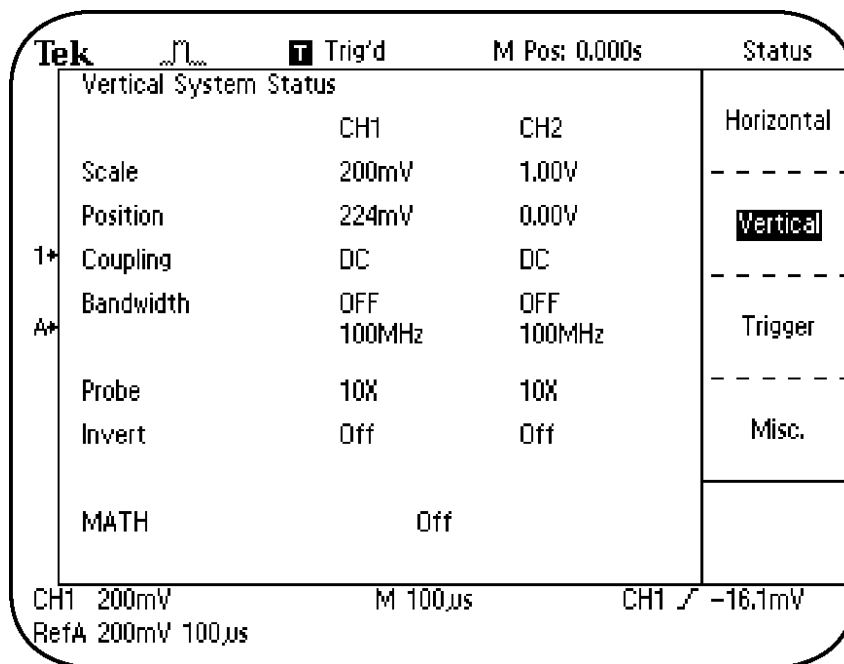 Tek T Trig'd M Pos: 0.000s Status
Vertical System Status
CH1 CH2 Horizontal
Scale 200mV 1.00V
Position 224mV 0.00V Vertical
1 Coupling DC DC
Bandwidth OFF OFF
A 100MHz 100MHz Trigger
Probe 10X 10X
Invert Off Off Misc.
MATH Off
CH1 200mV M 100µs CH1 -16.1mV
RefA 200mV 100µs